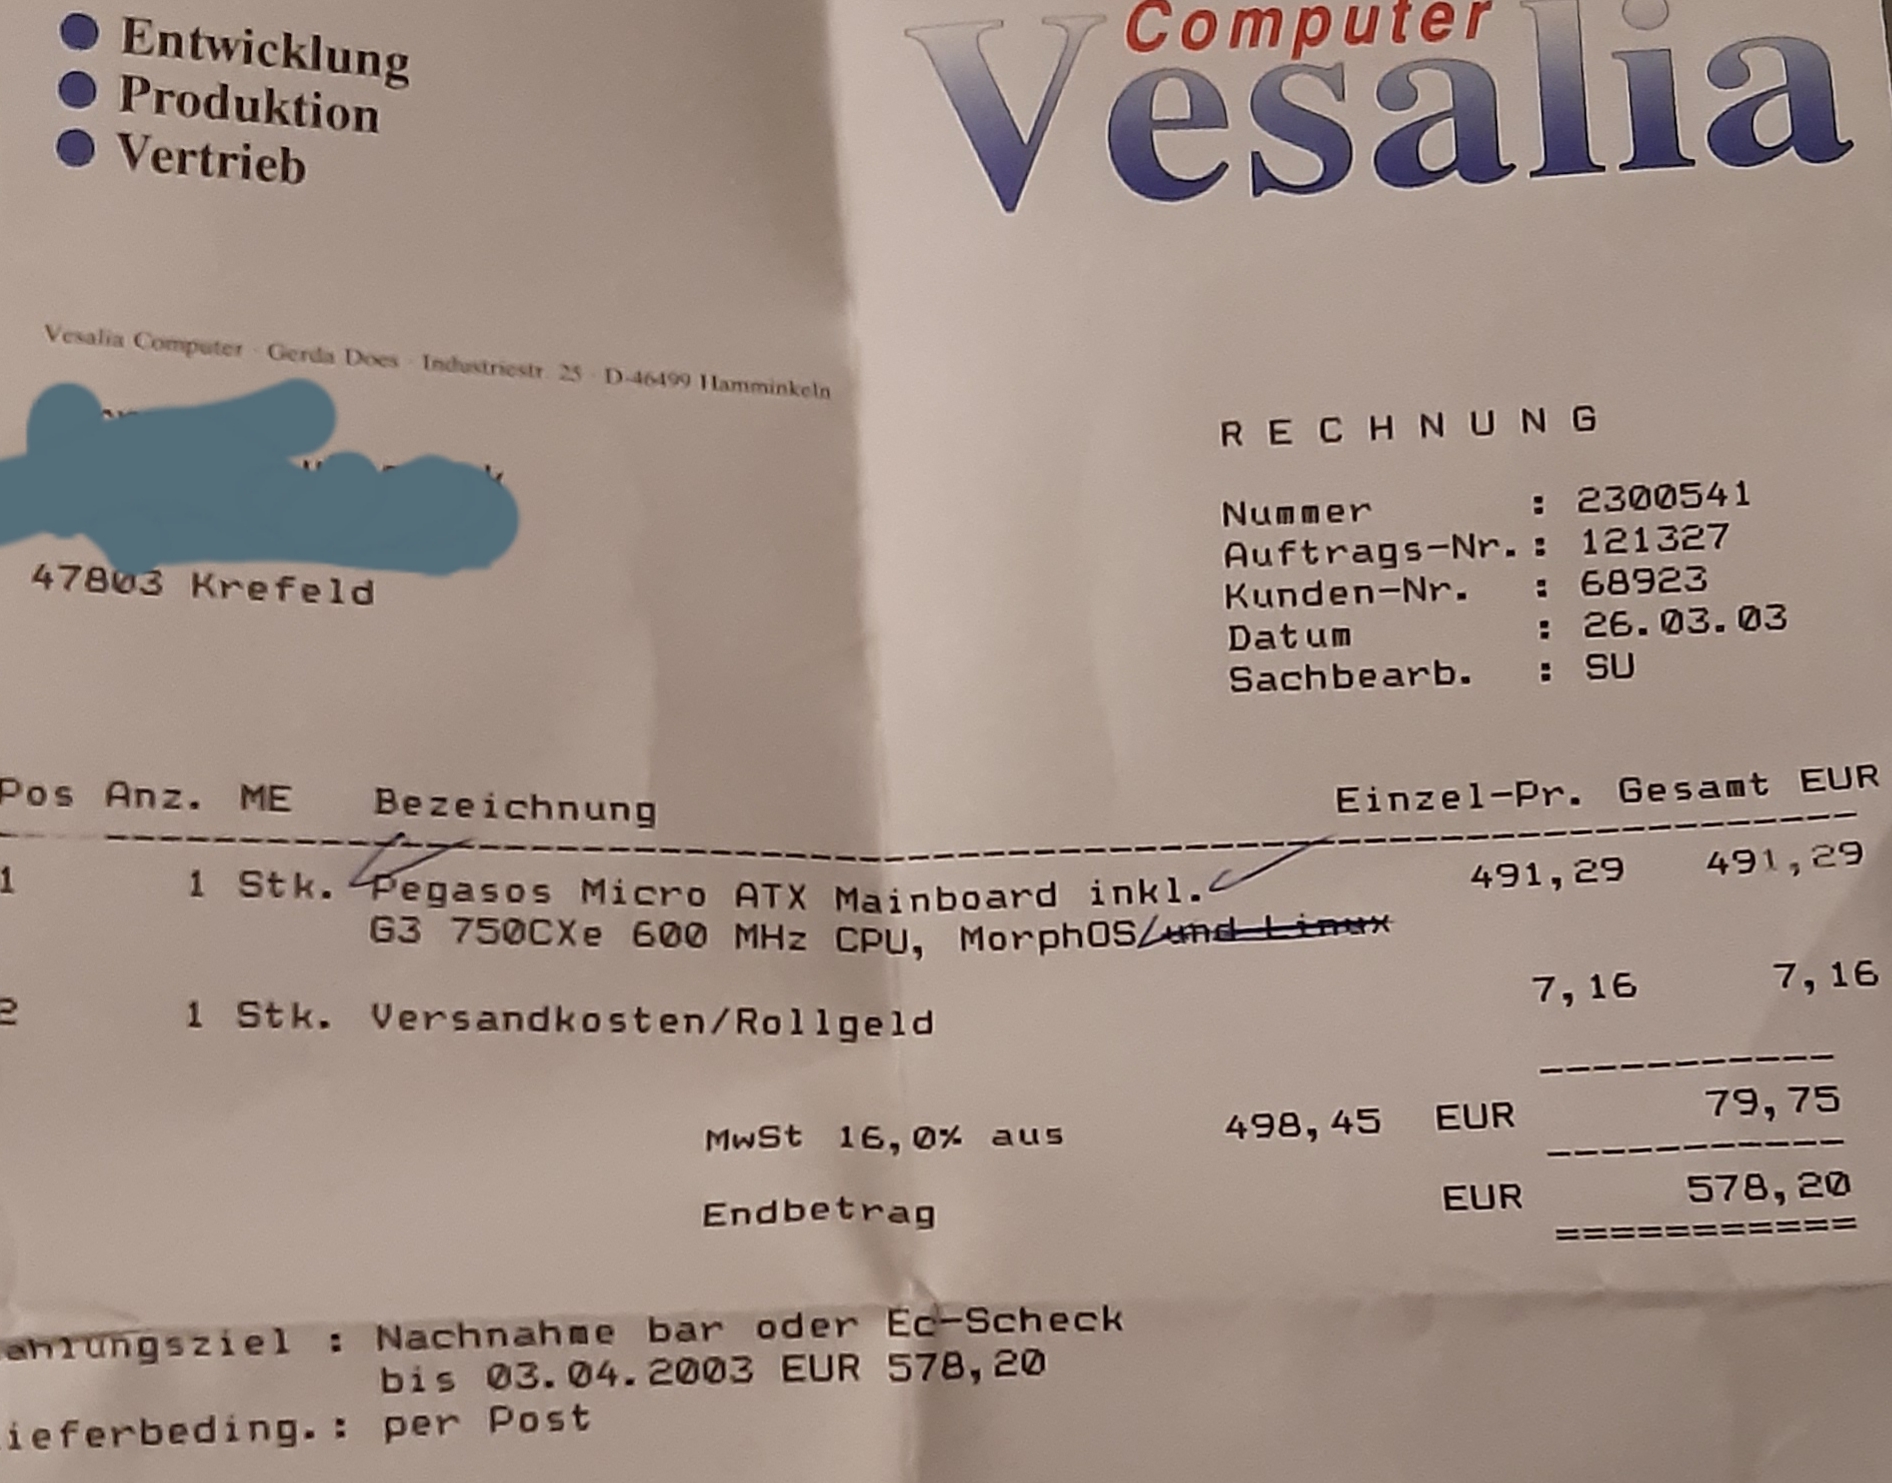 Entwicklung
Produktion
Vertrieb
Computer
Vesalia
Vesalia Computer · Gerda Does · Industriestr. 25 · D-46499 Hamminkeln
47803 Krefeld
R E C H N U N G
Nummer : 2300541
Auftrags-Nr. : 121327
Kunden-Nr. : 68923
Datum : 26.03.03
Sachbearb. : SU
Pos Anz. ME Bezeichnung Einzel-Pr. Gesamt EUR
1 1 Stk. Pegasos Micro ATX Mainboard inkl. 491,29 491,29
G3 750CXe 600 MHz CPU, MorphOS und Linux
2 1 Stk. Versandkosten/Rollgeld 7,16 7,16
MwSt 16,0% aus 498,45 EUR 79,75
Endbetrag EUR 578,20
===========
ahlungsziel : Nachnahme bar oder Ec-Scheck
bis 03.04.2003 EUR 578,20
ieferbeding.: per Post